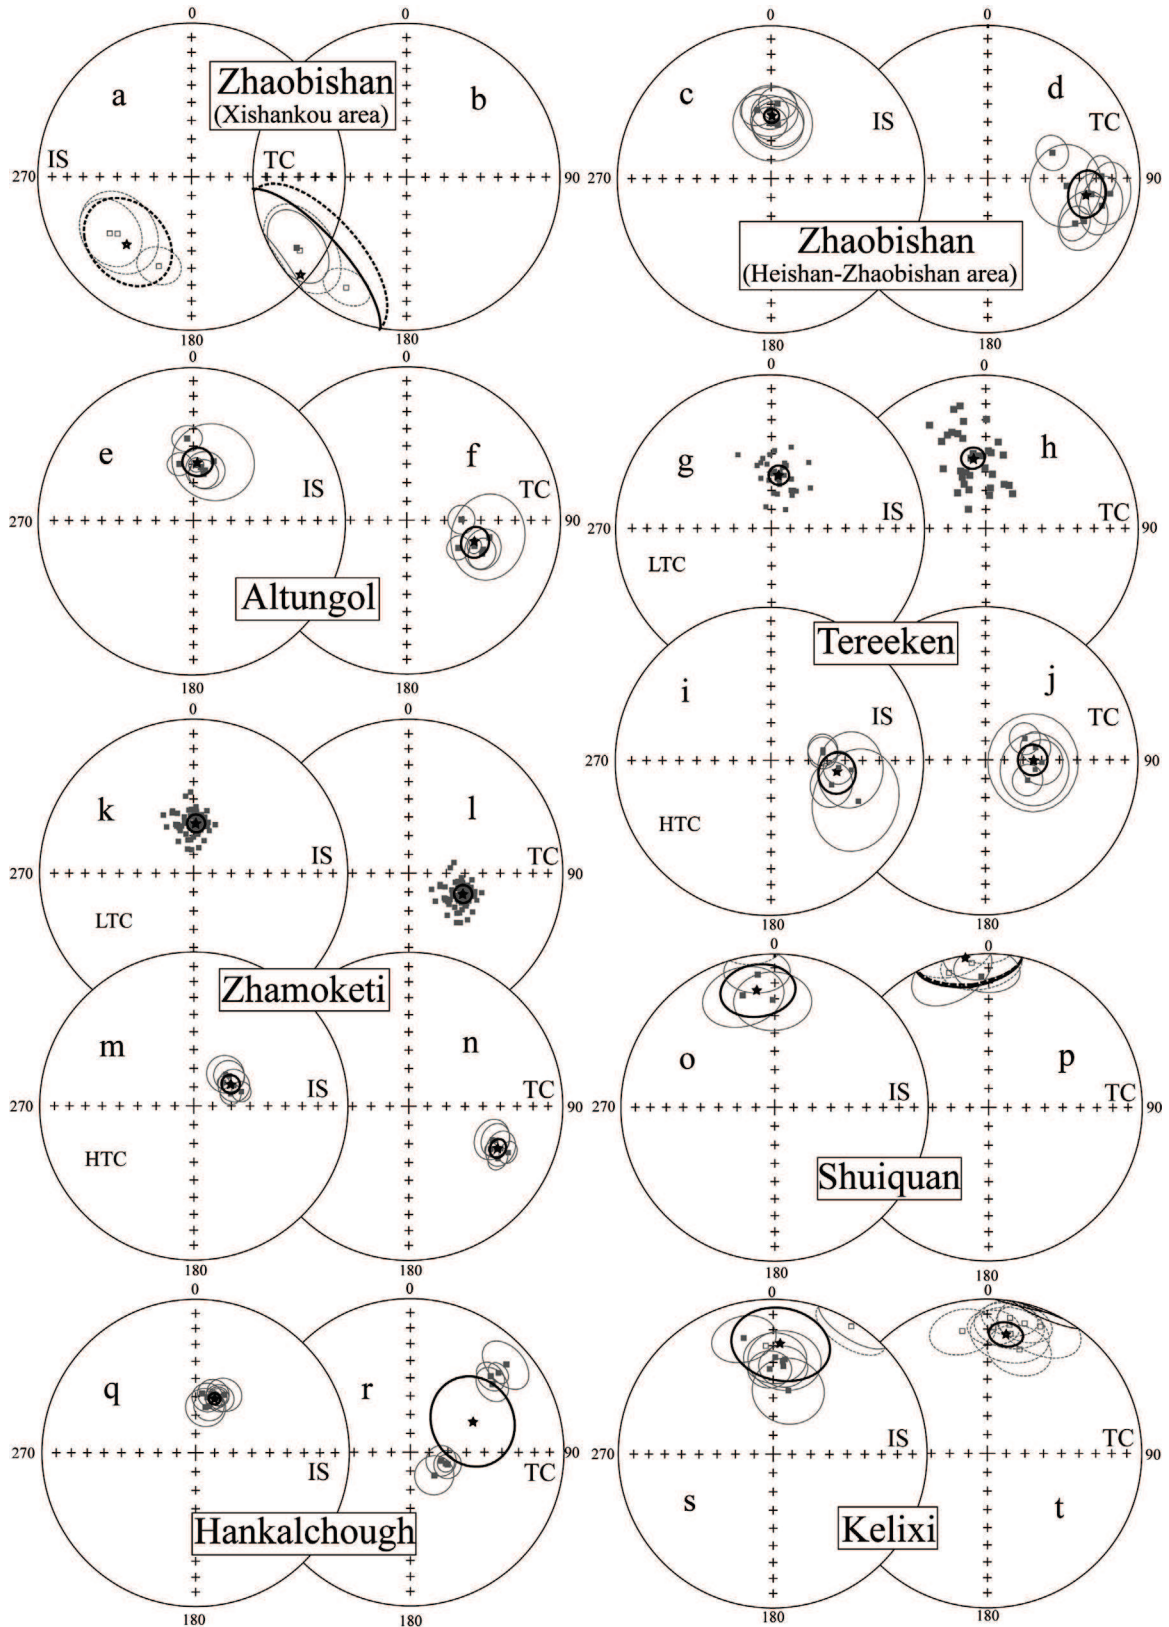 0
0
0
0
a
Zhaobishan
(Xishankou area)
b
c
d
IS
TC
IS
TC
270
90
270
90
Zhaobishan
(Heishan-Zhaobishan area)
180
180
180
180
0
0
0
0
e
f
g
h
IS
TC
270
90
IS
TC
270
90
LTC
Altungol
Tereeken
180
180
i
j
IS
TC
270
90
HTC
180
180
0
0
k
l
IS
TC
270
90
LTC
Zhamoketi
m
n
IS
TC
270
90
HTC
180
180
0
0
o
p
IS
TC
270
90
Shuiquan
180
180
0
0
q
r
270
90
IS
TC
Hankalchough
180
180
0
0
IS
TC
270
90
s
t
Kelixi
180
180